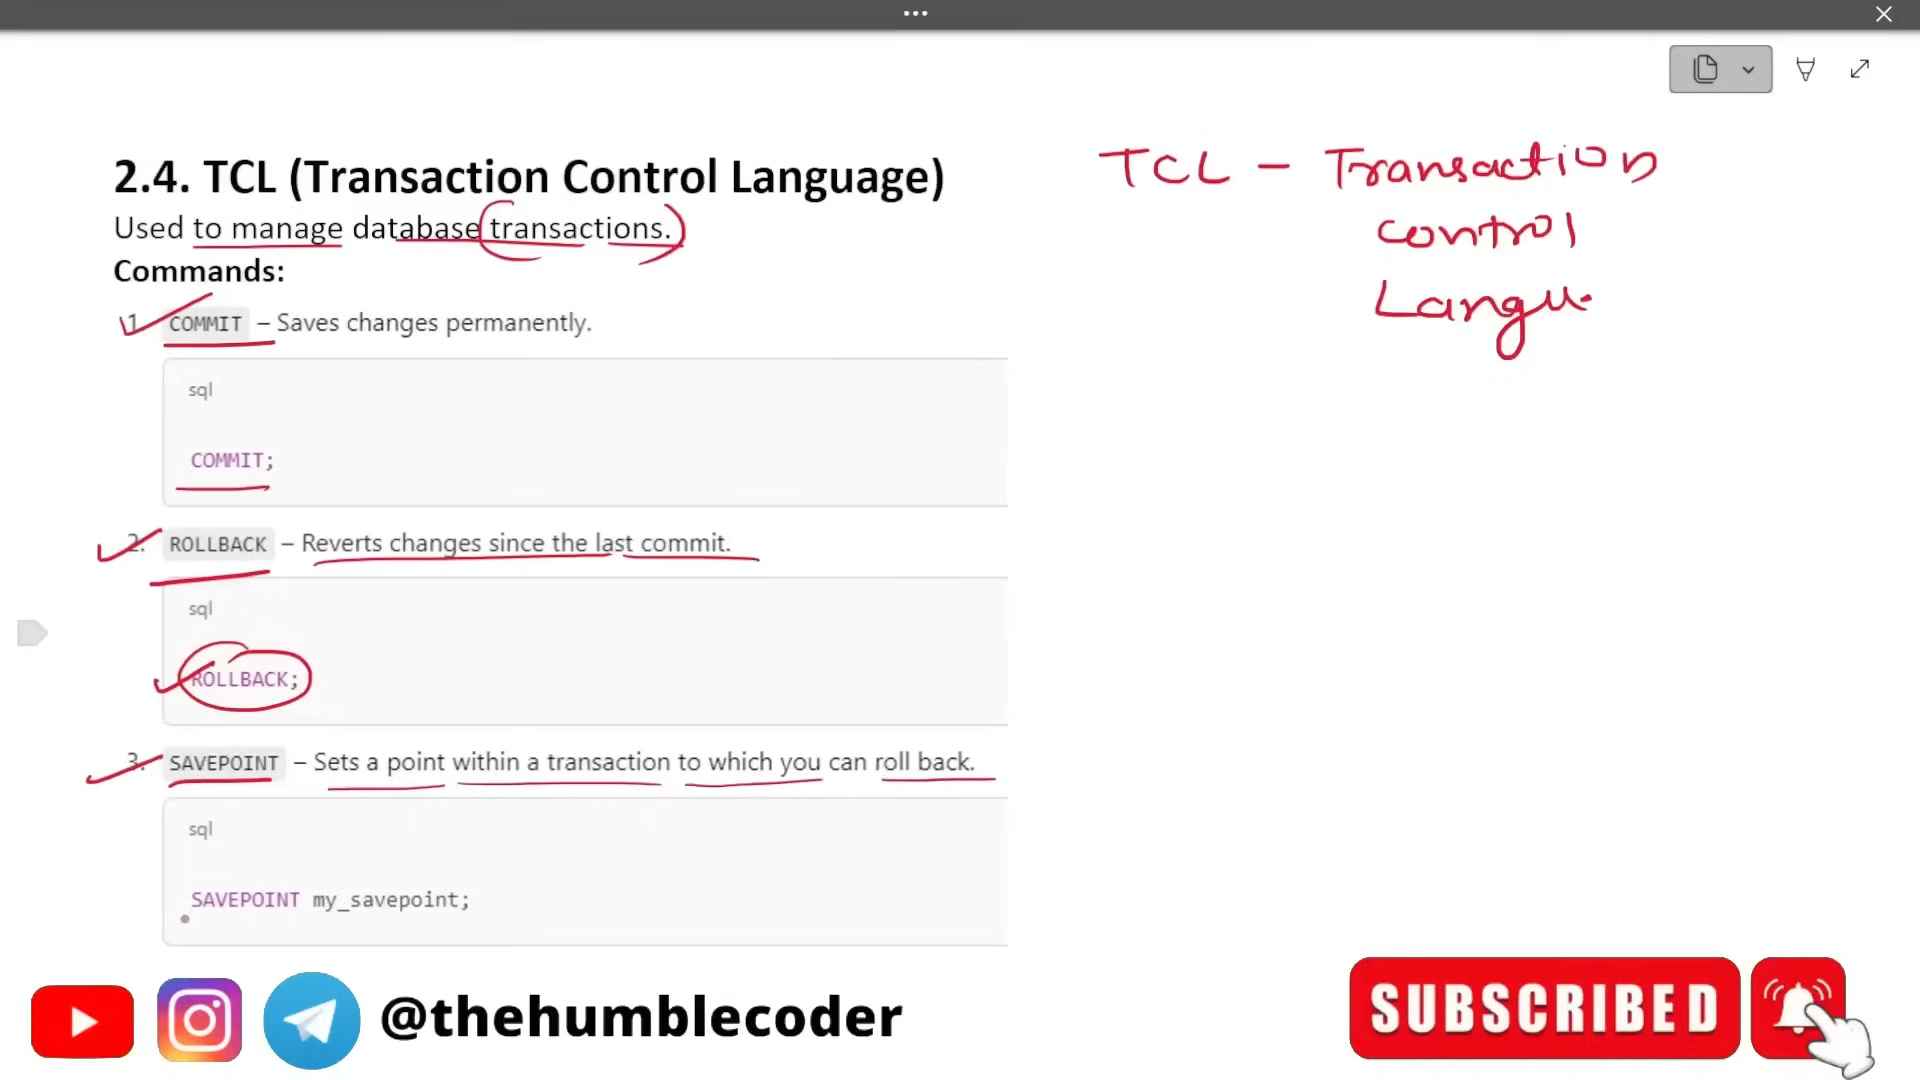 2.4. TCL (Transaction Control Language)
Used to manage database transactions.
Commands:
1. COMMIT – Saves changes permanently.
sql
COMMIT;
2. ROLLBACK – Reverts changes since the last commit.
sql
ROLLBACK;
3. SAVEPOINT – Sets a point within a transaction to which you can roll back.
sql
SAVEPOINT my_savepoint;
TCL – Transaction
control
Langu
@thehumblecoder
SUBSCRIBED